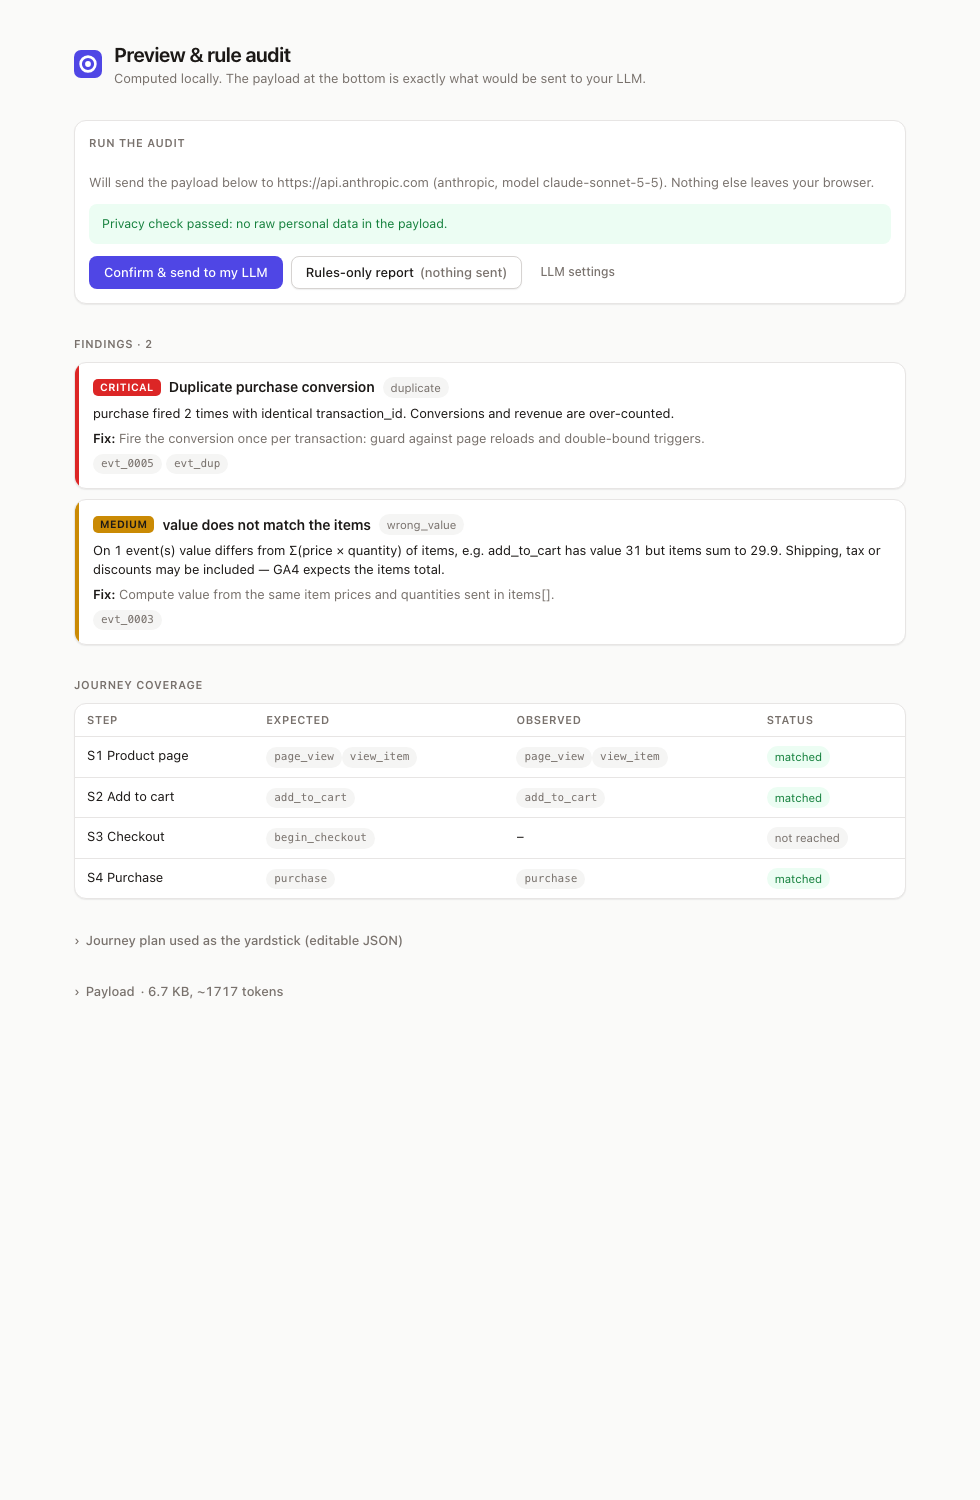 Preview & rule audit
Computed locally. The payload at the bottom is exactly what would be sent to your LLM.
RUN THE AUDIT
Will send the payload below to https://api.anthropic.com (anthropic, model claude-sonnet-5-5). Nothing else leaves your browser.
Privacy check passed: no raw personal data in the payload.
Confirm & send to my LLM Rules-only report (nothing sent) LLM settings
FINDINGS · 2
CRITICAL Duplicate purchase conversion duplicate
purchase fired 2 times with identical transaction_id. Conversions and revenue are over-counted.
Fix: Fire the conversion once per transaction: guard against page reloads and double-bound triggers.
evt_0005 evt_dup
MEDIUM value does not match the items wrong_value
On 1 event(s) value differs from Σ(price × quantity) of items, e.g. add_to_cart has value 31 but items sum to 29.9. Shipping, tax or
discounts may be included — GA4 expects the items total.
Fix: Compute value from the same item prices and quantities sent in items[].
evt_0003
JOURNEY COVERAGE
STEP EXPECTED OBSERVED STATUS
S1 Product page page_view view_item page_view view_item matched
S2 Add to cart add_to_cart add_to_cart matched
S3 Checkout begin_checkout – not reached
S4 Purchase purchase purchase matched
› Journey plan used as the yardstick (editable JSON)
› Payload · 6.7 KB, ~1717 tokens